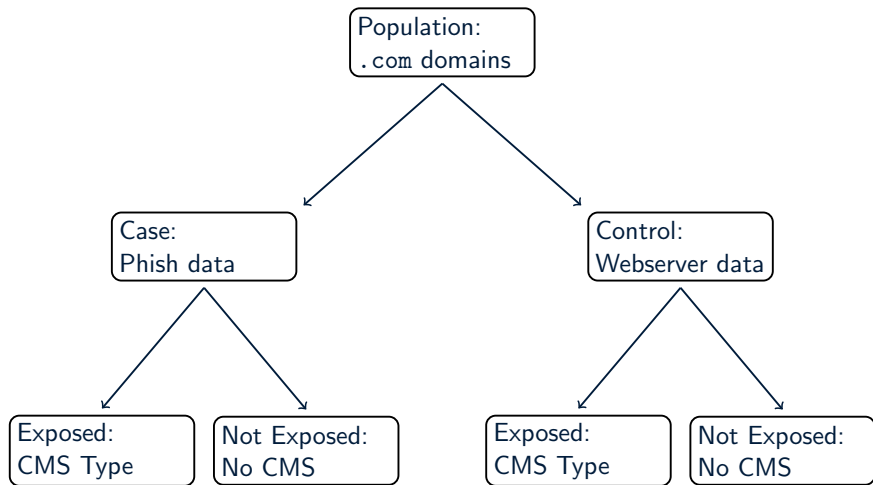 Population:
.com domains
Case:
Phish data
Control:
Webserver data
Exposed:
CMS Type
Not Exposed:
No CMS
Exposed:
CMS Type
Not Exposed:
No CMS